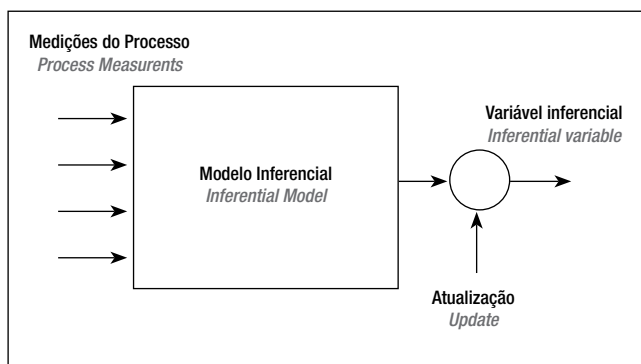 Medições do Processo
Process Measurents
Variável inferencial
Inferential variable
Modelo Inferencial
Inferential Model
Atualização
Update